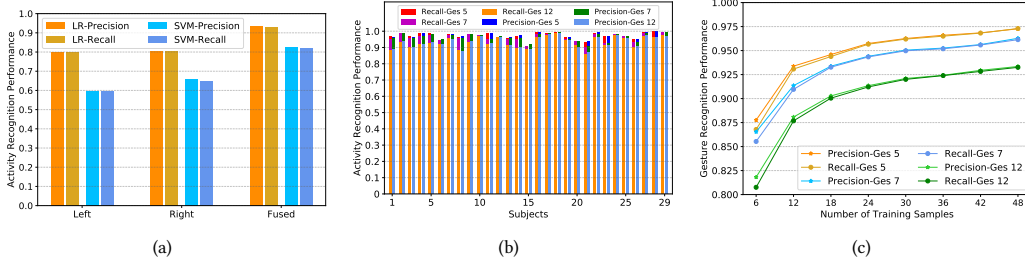 LR-Precision
LR-Recall
SVM-Precision
SVM-Recall
Activity Recognition Performance
1.0
0.9
0.8
0.7
0.6
0.5
0.4
0.3
0.2
0.1
0.0
Left
Right
Fused
(a)
Recall-Ges 5
Recall-Ges 7
Recall-Ges 12
Precision-Ges 5
Precision-Ges 7
Precision-Ges 12
Activity Recognition Performance
1.0
0.9
0.8
0.7
0.6
0.5
0.4
0.3
0.2
0.1
0
1
5
10
15
20
25
29
Subjects
(b)
Precision-Ges 5
Recall-Ges 5
Precision-Ges 7
Recall-Ges 7
Precision-Ges 12
Recall-Ges 12
Gesture Recognition Performance
1.000
0.975
0.950
0.925
0.900
0.875
0.850
0.825
0.800
6
12
18
24
30
36
42
48
Number of Training Samples
(c)